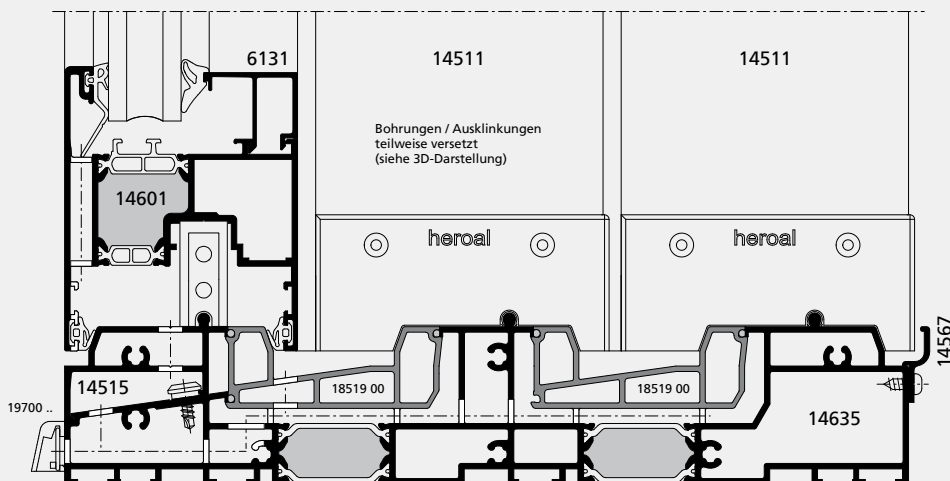 6131
14511
14511
Bohrungen / Ausklinkungen
teilweise versetzt
(siehe 3D-Darstellung)
14601
heroal
heroal
14567
14515
18519 00
18519 00
19700 ..
14635